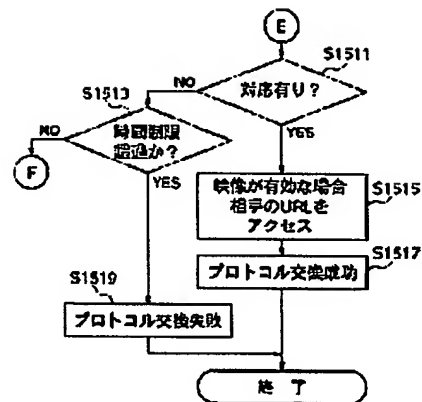 E
S1511
対応有り?
NO
YES
S1513
時間制限
超過か?
NO
YES
F
映像が有効な場合
相手のURLを
アクセス
S1515
プロトコル交換成功
S1517
S1519
プロトコル交換失敗
終了